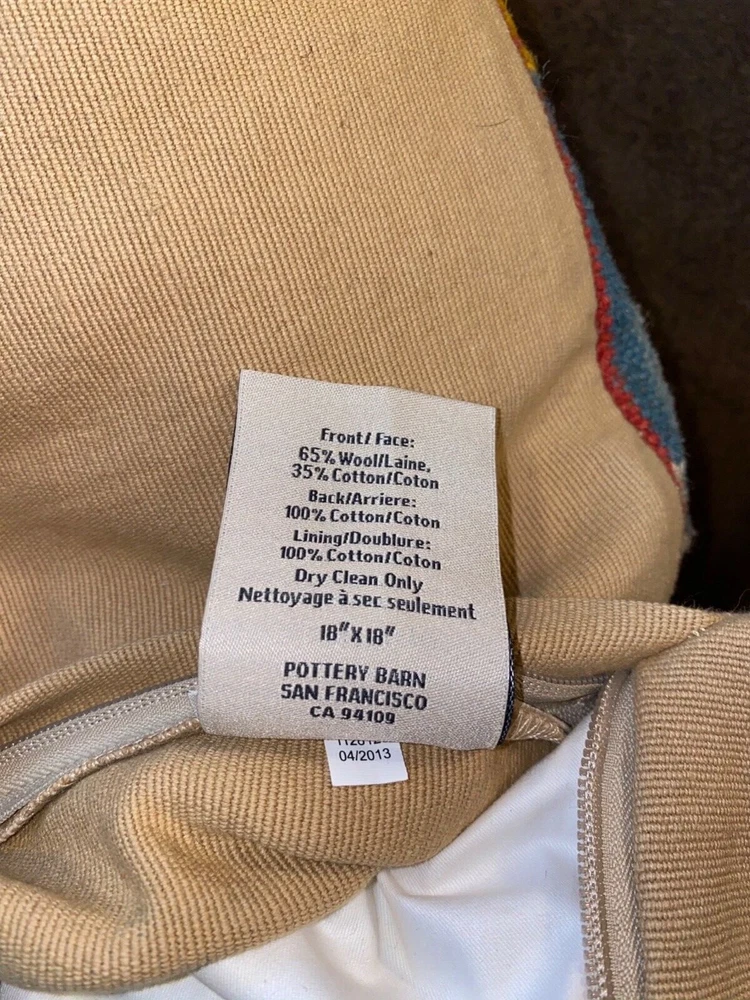 Front/ Face:
65% Wool/Laine,
35% Cotton/Coton
Back/Arriere:
100% Cotton/Coton
Lining/Doublure:
100% Cotton/Coton
Dry Clean Only
Nettoyage à sec seulement
18" X 18"
POTTERY BARN
SAN FRANCISCO
CA 94109
04/2013